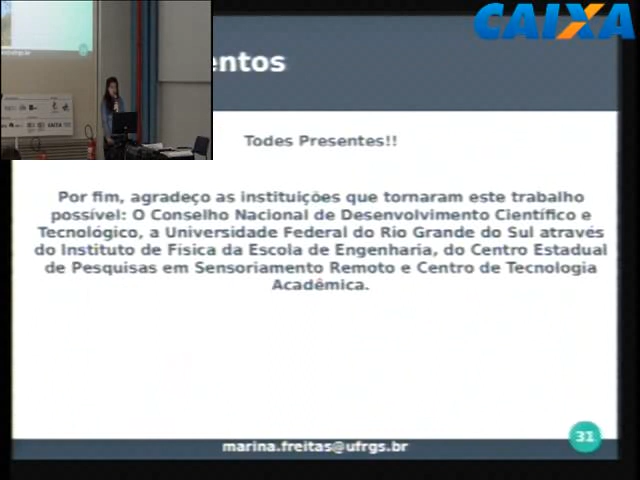 CAIXA
entos
Todes Presentes!!
Por fim, agradeço as instituições que tornaram este trabalho
possível: O Conselho Nacional de Desenvolvimento Científico e
Tecnológico, a Universidade Federal do Rio Grande do Sul através
do Instituto de Física da Escola de Engenharia, do Centro Estadual
de Pesquisas em Sensoriamento Remoto e Centro de Tecnologia
Acadêmica.
31
marina.freitas@ufrgs.br